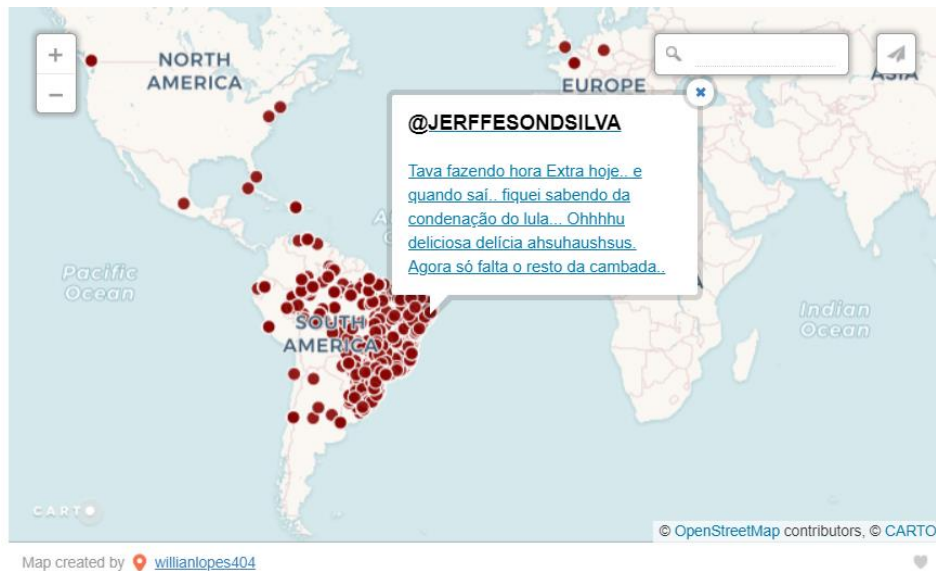 +
−
NORTH
AMERICA
EUROPE
ASIA
@JERFFESONDSILVA
Tava fazendo hora Extra hoje.. e
quando saí.. fiquei sabendo da
condenação do lula... Ohhhhu
deliciosa delícia ahsuhaushsus.
Agora só falta o resto da cambada..
Pacific
Ocean
SOUTH
AMERICA
Indian
Ocean
CARTO
© OpenStreetMap contributors, © CARTO
Map created by willianlopes404